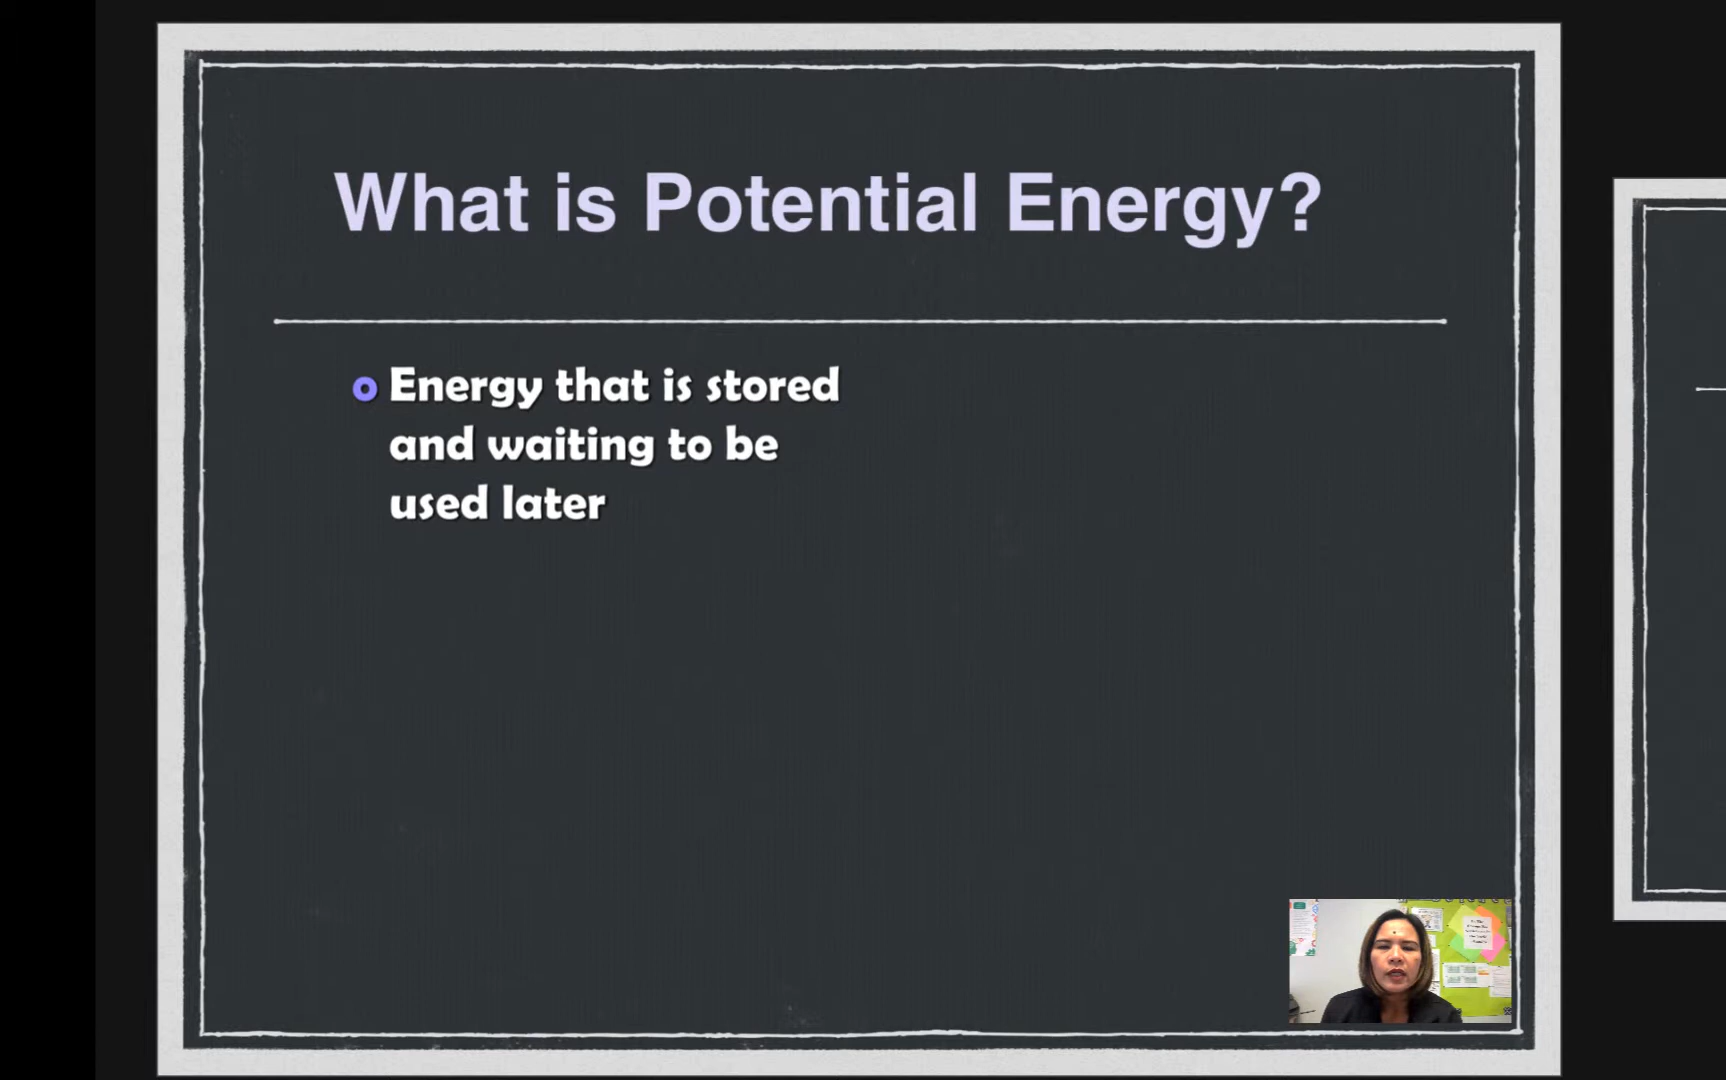 What is Potential Energy?
Energy that is stored
and waiting to be
used later